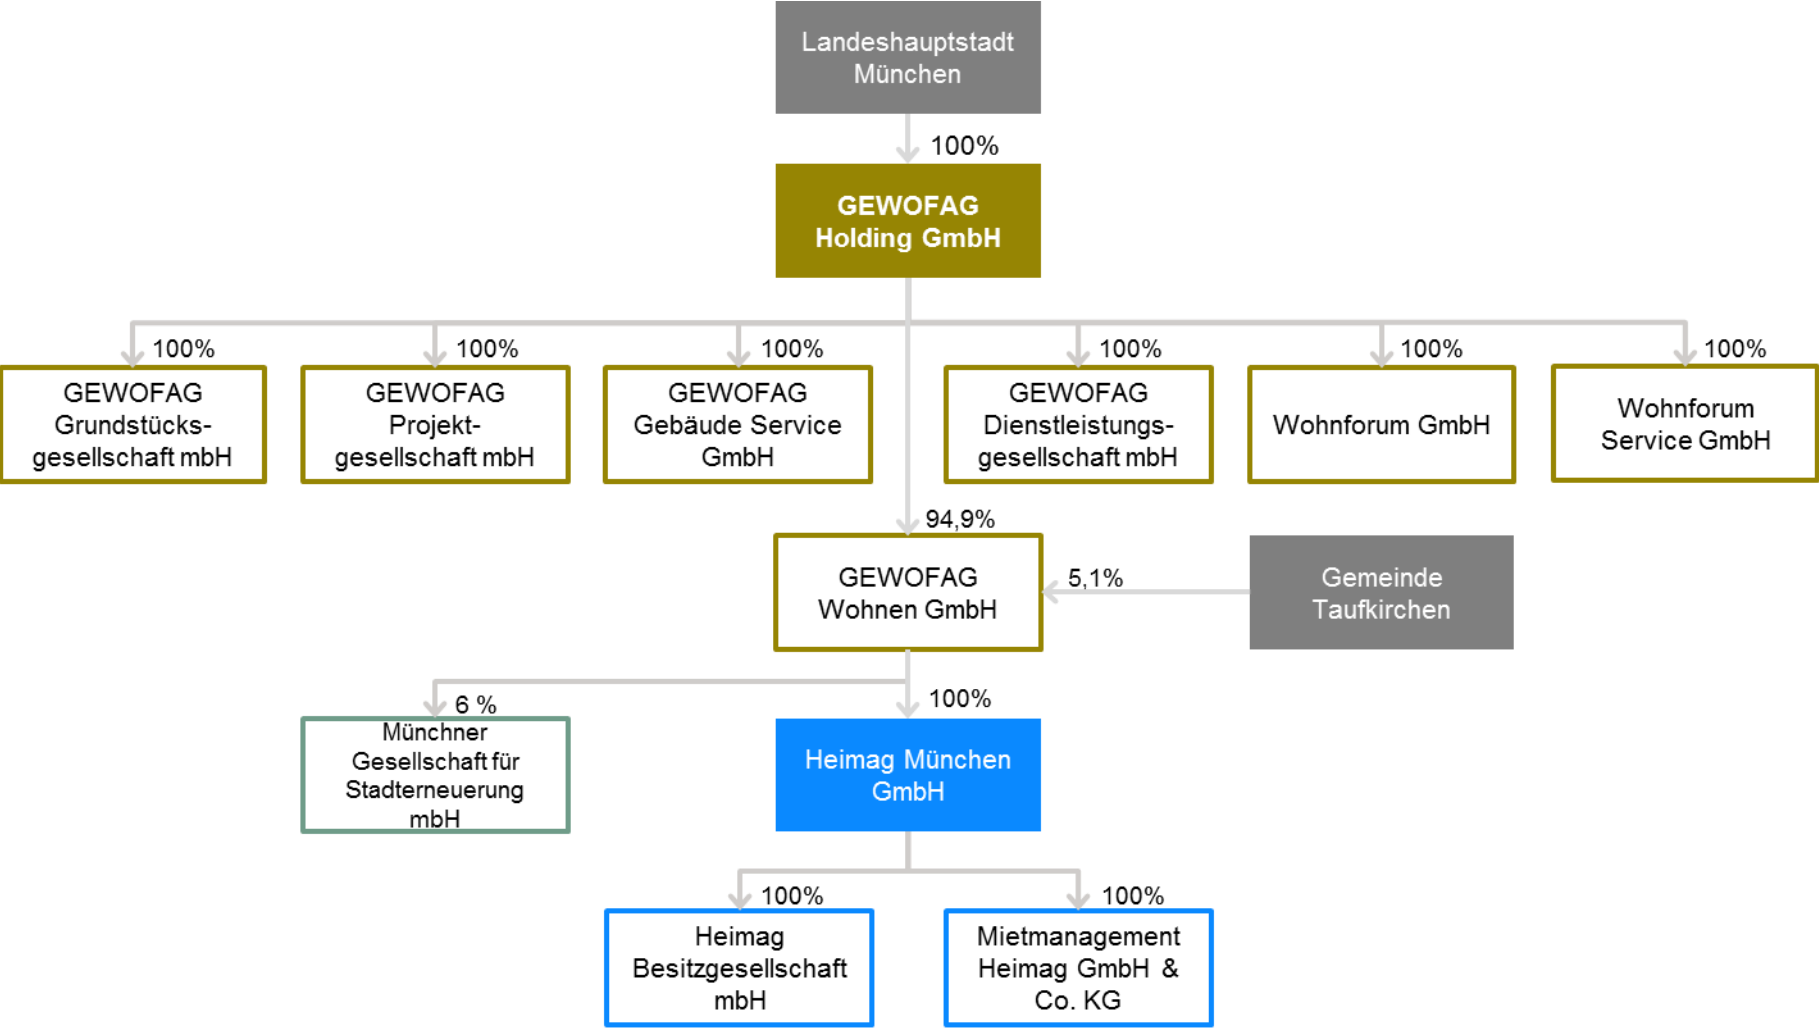 Landeshauptstadt
München
100%
GEWOFAG
Holding GmbH
100%
100%
100%
100%
100%
100%
GEWOFAG
Grundstücks-
gesellschaft mbH
GEWOFAG
Projekt-
gesellschaft mbH
GEWOFAG
Gebäude Service
GmbH
GEWOFAG
Dienstleistungs-
gesellschaft mbH
Wohnforum GmbH
Wohnforum
Service GmbH
94,9%
GEWOFAG
Wohnen GmbH
5,1%
Gemeinde
Taufkirchen
6 %
100%
Münchner
Gesellschaft für
Stadterneuerung
mbH
Heimag München
GmbH
100%
100%
Heimag
Besitzgesellschaft
mbH
Mietmanagement
Heimag GmbH &
Co. KG